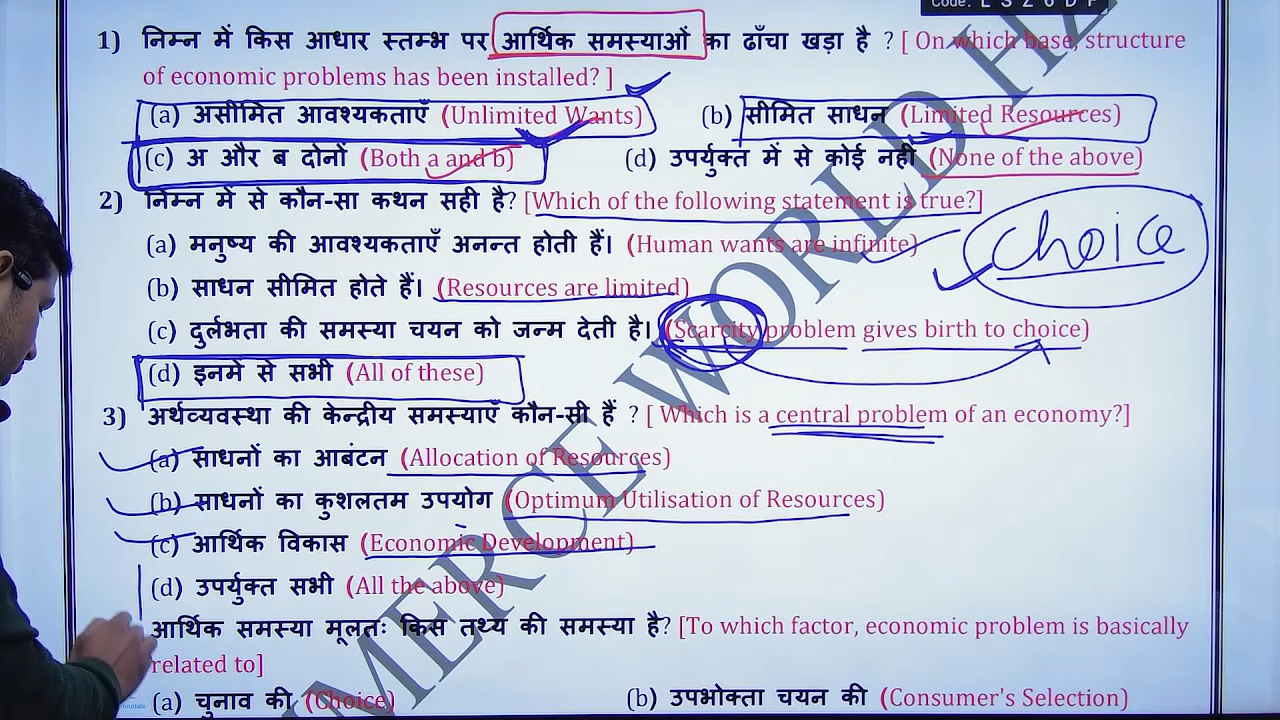 Code: L S Z 6 D P
1) निम्न में किस आधार स्तम्भ पर आर्थिक समस्याओं का ढाँचा खड़ा है ? [ On which base, structure
of economic problems has been installed? ]
(a) असीमित आवश्यकताएँ (Unlimited Wants) (b) सीमित साधन (Limited Resources)
(c) अ और ब दोनों (Both a and b) (d) उपर्युक्त में से कोई नहीं (None of the above)
2) निम्न में से कौन-सा कथन सही है? [Which of the following statement is true?]
(a) मनुष्य की आवश्यकताएँ अनन्त होती हैं। (Human wants are infinite)
choice
(b) साधन सीमित होते हैं। (Resources are limited)
(c) दुर्लभता की समस्या चयन को जन्म देती है। (Scarcity problem gives birth to choice)
(d) इनमें से सभी (All of these)
3) अर्थव्यवस्था की केन्द्रीय समस्याएँ कौन-सी हैं ? [ Which is a central problem of an economy?]
(a) साधनों का आबंटन (Allocation of Resources)
(b) साधनों का कुशलतम उपयोग (Optimum Utilisation of Resources)
(c) आर्थिक विकास (Economic Development)
(d) उपर्युक्त सभी (All the above)
आर्थिक समस्या मूलतः किस तथ्य की समस्या है? [To which factor, economic problem is basically
related to]
(a) चुनाव की (Choice) (b) उपभोक्ता चयन की (Consumer's Selection)
MMERCE WORLD HZ